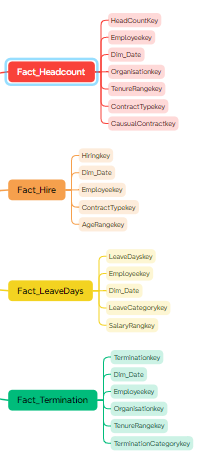 HeadCountKey
Employeekey
Dim_Date
Fact_Headcount
Organisationkey
TenureRangekey
ContractTypekey
CausualContractkey
Hiringkey
Dim_Date
Fact_Hire
Employeekey
ContractTypekey
AgeRangekey
LeaveDayskey
Employeekey
Fact_LeaveDays
Dim_Date
LeaveCategorykey
SalaryRangkey
Terminationkey
Dim_Date
Employeekey
Fact_Termination
Organisationkey
TenureRangekey
TerminationCategorykey